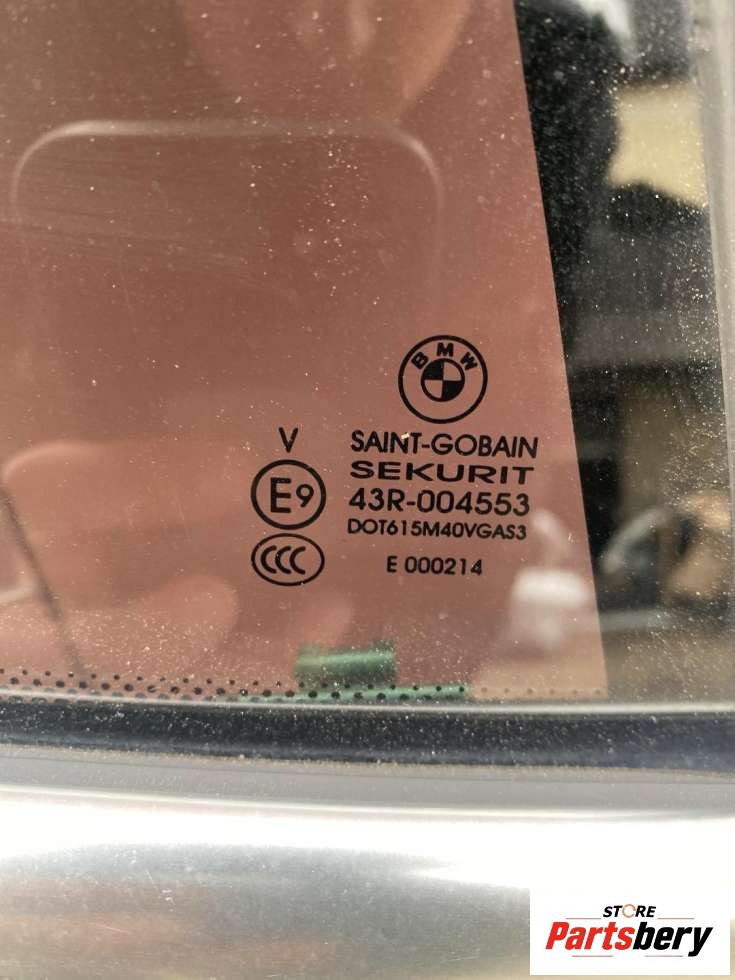 BMW
V
SAINT-GOBAIN
SEKURIT
E9
43R-004553
DOT615M40VGAS3
CCC
E 000214
STORE
Partsbery